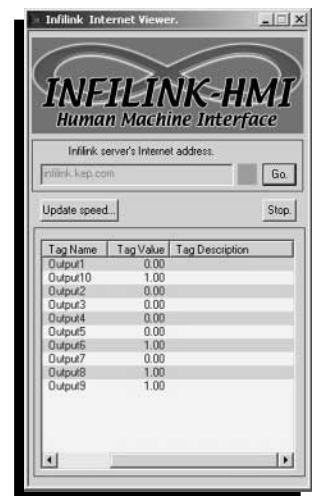 Infilink Internet Viewer.
INFILINK-HMI
Human Machine Interface
Infilink server's Internet address.
infilink.kep.com
Go.
Update speed...
Stop.
Tag Name Tag Value Tag Description
Output1 0.00
Output10 1.00
Output2 0.00
Output3 0.00
Output4 0.00
Output5 0.00
Output6 1.00
Output7 0.00
Output8 1.00
Output9 1.00